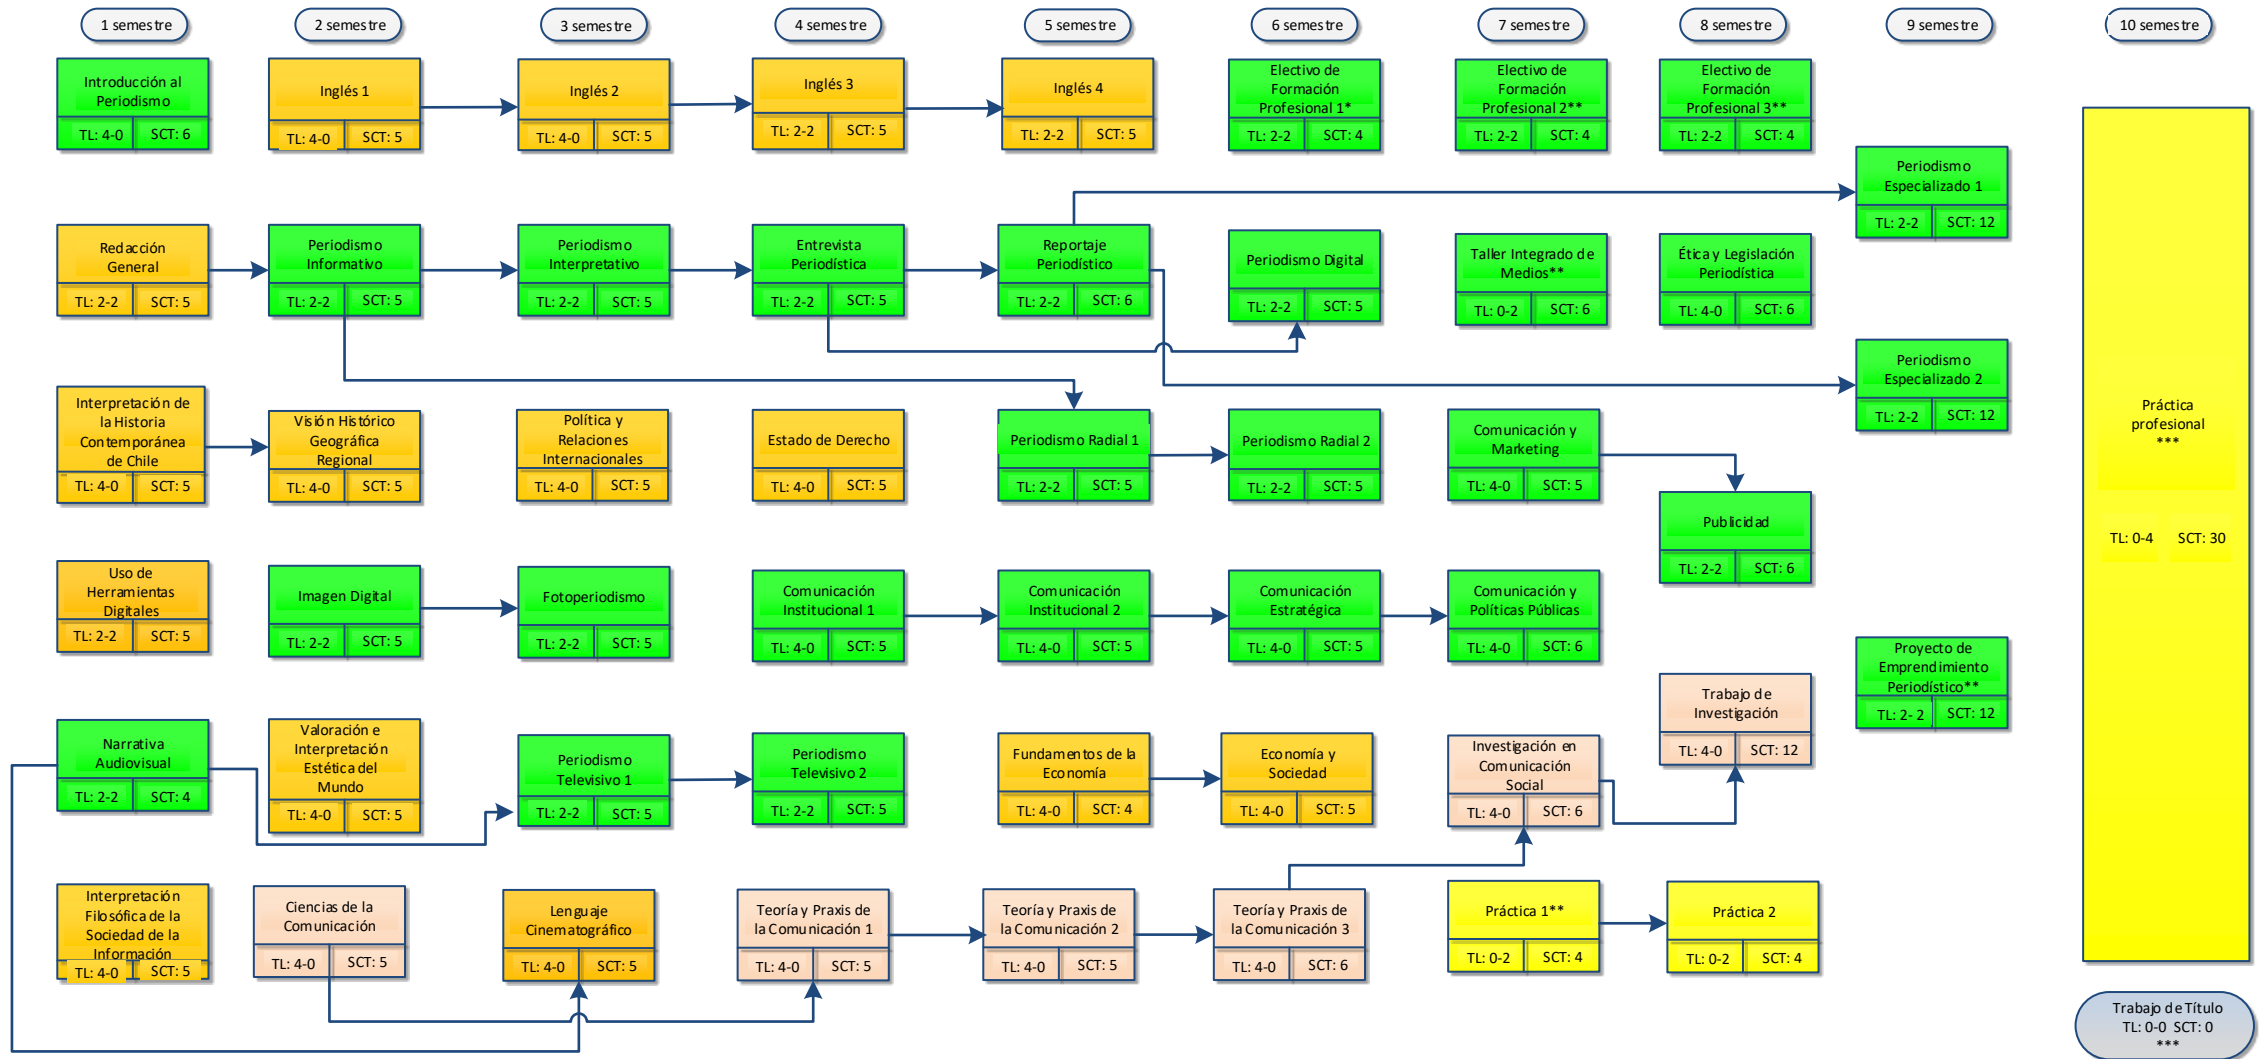 1 semestre
2 semestre
3 semestre
4 semestre
5 semestre
6 semestre
7 semestre
8 semestre
9 semestre
10 semestre
Introducción al
Periodismo
TL: 4-0 SCT: 6
Inglés 1
TL: 4-0 SCT: 5
Inglés 2
TL: 4-0 SCT: 5
Inglés 3
TL: 2-2 SCT: 5
Inglés 4
TL: 2-2 SCT: 5
Electivo de
Formación
Profesional 1*
TL: 2-2 SCT: 4
Electivo de
Formación
Profesional 2**
TL: 2-2 SCT: 4
Electivo de
Formación
Profesional 3**
TL: 2-2 SCT: 4
Periodismo
Especializado 1
TL: 2-2 SCT: 12
Redacción
General
TL: 2-2 SCT: 5
Periodismo
Informativo
TL: 2-2 SCT: 5
Periodismo
Interpretativo
TL: 2-2 SCT: 5
Entrevista
Periodística
TL: 2-2 SCT: 5
Reportaje
Periodístico
TL: 2-2 SCT: 6
Periodismo Digital
TL: 2-2 SCT: 5
Taller Integrado de
Medios**
TL: 0-2 SCT: 6
Ética y Legislación
Periodística
TL: 4-0 SCT: 6
Periodismo
Especializado 2
TL: 2-2 SCT: 12
Interpretación de
la Historia
Contemporánea
de Chile
TL: 4-0 SCT: 5
Visión Histórico
Geográfica
Regional
TL: 4-0 SCT: 5
Política y
Relaciones
Internacionales
TL: 4-0 SCT: 5
Estado de Derecho
TL: 4-0 SCT: 5
Periodismo Radial 1
TL: 2-2 SCT: 5
Periodismo Radial 2
TL: 2-2 SCT: 5
Comunicación y
Marketing
TL: 4-0 SCT: 5
Publicidad
TL: 2-2 SCT: 6
Práctica
profesional
***
TL: 0-4 SCT: 30
Uso de
Herramientas
Digitales
TL: 2-2 SCT: 5
Imagen Digital
TL: 2-2 SCT: 5
Fotoperiodismo
TL: 2-2 SCT: 5
Comunicación
Institucional 1
TL: 4-0 SCT: 5
Comunicación
Institucional 2
TL: 4-0 SCT: 5
Comunicación
Estratégica
TL: 4-0 SCT: 5
Comunicación y
Políticas Públicas
TL: 4-0 SCT: 6
Trabajo de
Investigación
TL: 4-0 SCT: 12
Proyecto de
Emprendimiento
Periodístico**
TL: 2- 2 SCT: 12
Narrativa
Audiovisual
TL: 2-2 SCT: 4
Valoración e
Interpretación
Estética del
Mundo
TL: 4-0 SCT: 5
Periodismo
Televisivo 1
TL: 2-2 SCT: 5
Periodismo
Televisivo 2
TL: 2-2 SCT: 5
Fundamentos de la
Economía
TL: 4-0 SCT: 4
Economía y
Sociedad
TL: 4-0 SCT: 5
Investigación en
Comunicación
Social
TL: 4-0 SCT: 6
Interpretación
Filosófica de la
Sociedad de la
Información
TL: 4-0 SCT: 5
Ciencias de la
Comunicación
TL: 4-0 SCT: 5
Lenguaje
Cinematográfico
TL: 4-0 SCT: 5
Teoría y Praxis de
la Comunicación 1
TL: 4-0 SCT: 5
Teoría y Praxis de
la Comunicación 2
TL: 4-0 SCT: 5
Teoría y Praxis de
la Comunicación 3
TL: 4-0 SCT: 6
Práctica 1**
TL: 0-2 SCT: 4
Práctica 2
TL: 0-2 SCT: 4
Trabajo de Título
TL: 0-0 SCT: 0
***